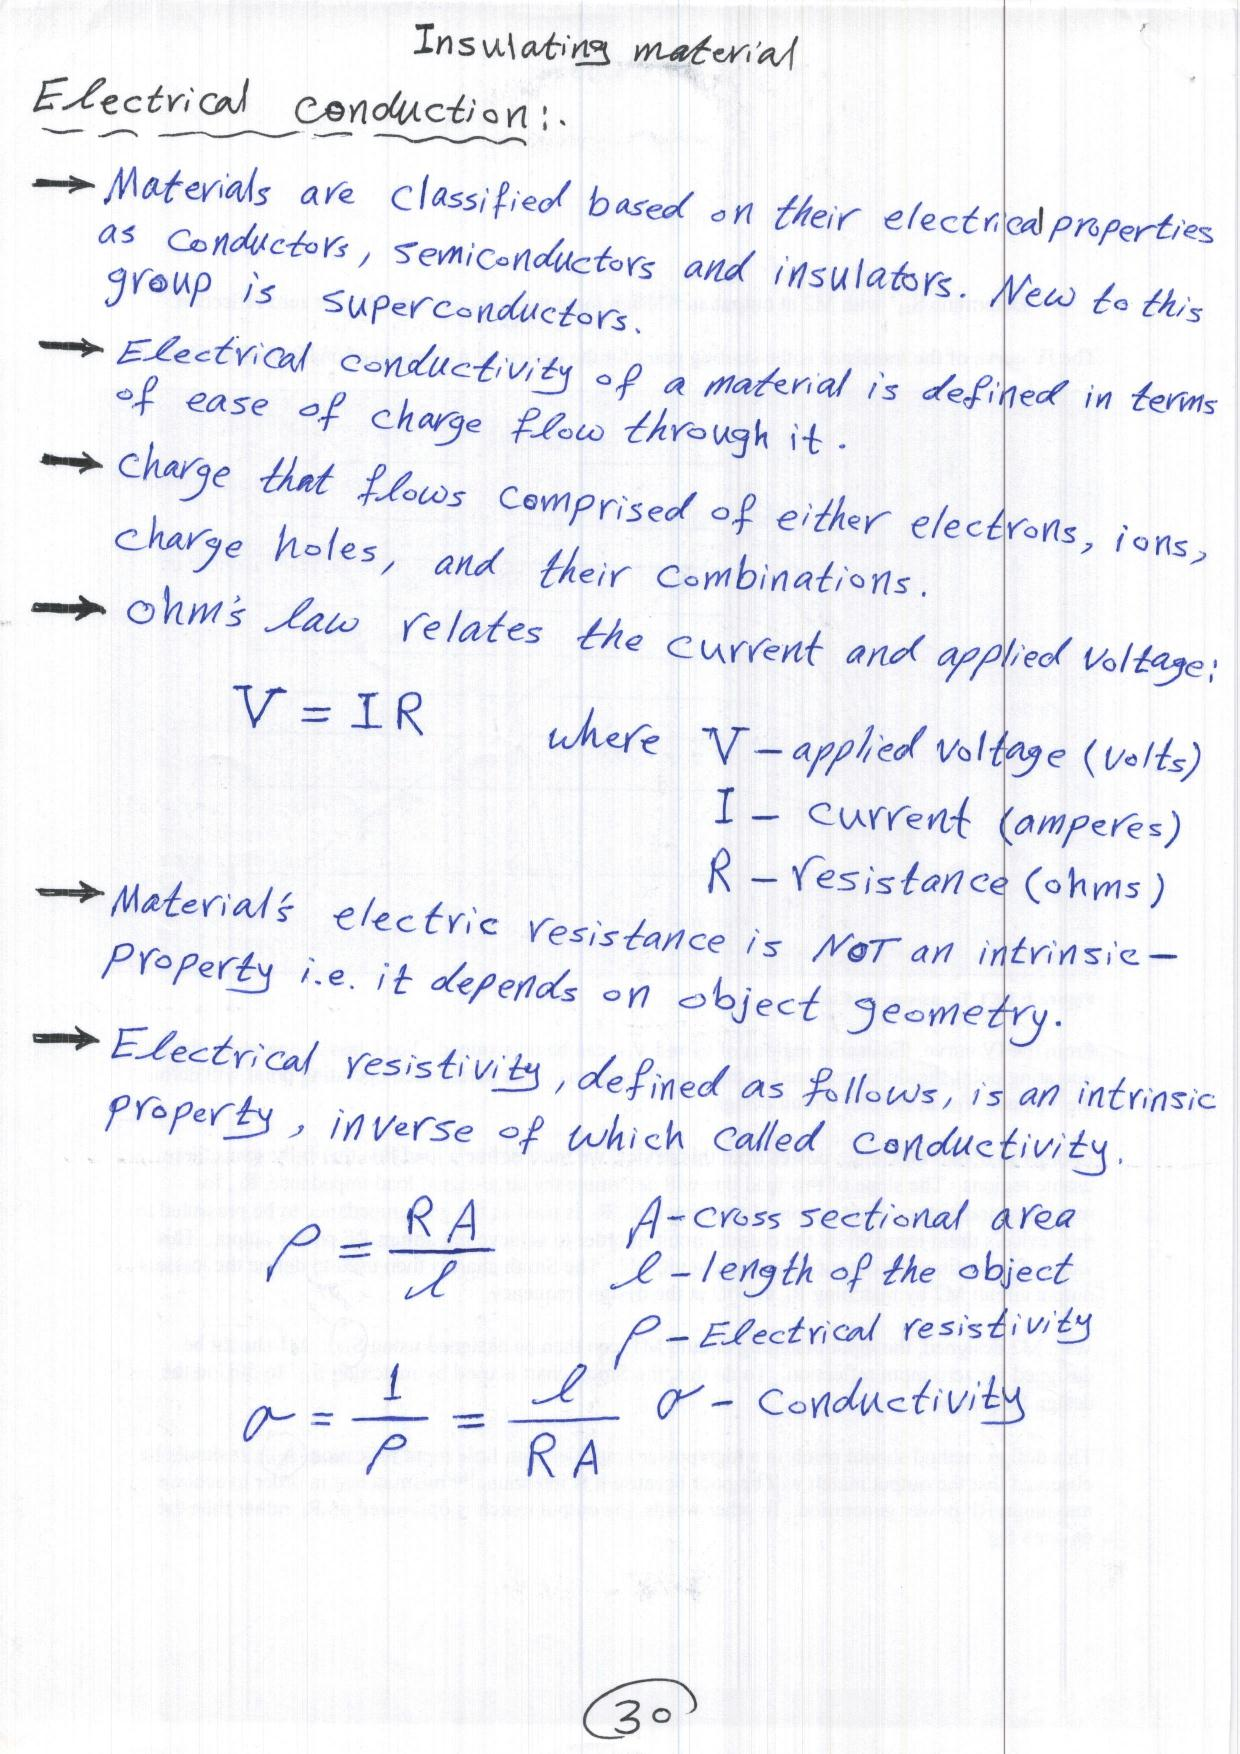 Insulating material
Electrical conduction:.
→ Materials are classified based on their electrical properties
as conductors, semiconductors and insulators. New to this
group is superconductors.
→ Electrical conductivity of a material is defined in terms
of ease of charge flow through it.
→ charge that flows comprised of either electrons, ions,
charge holes, and their combinations.
→ ohm's law relates the current and applied voltage:
V = IR where V – applied voltage (volts)
I – current (amperes)
R – resistance (ohms)
→ Material's electric resistance is NOT an intrinsic –
property i.e. it depends on object geometry.
→ Electrical resistivity, defined as follows, is an intrinsic
property, inverse of which called conductivity.
ρ = RA / l A – cross sectional area
l – length of the object
ρ – Electrical resistivity
σ = 1 / ρ = l / RA σ – Conductivity
30